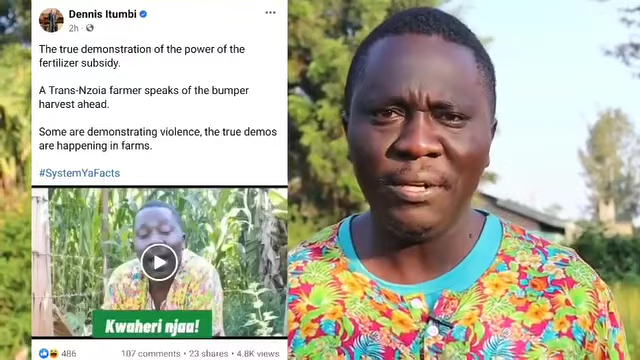 Dennis Itumbi
2h ·
The true demonstration of the power of the
fertilizer subsidy.
A Trans-Nzoia farmer speaks of the bumper
harvest ahead.
Some are demonstrating violence, the true demos
are happening in farms.
#SystemYaFacts
Kwaheri njaa!
486
107 comments • 23 shares • 4.8K views